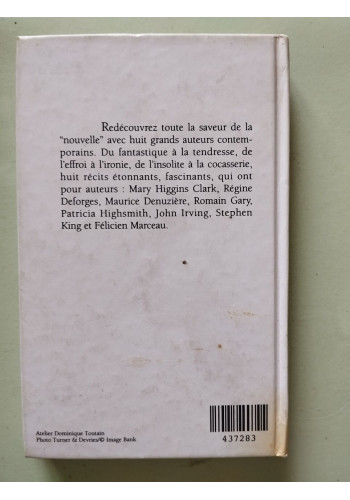 Redécouvrez toute la saveur de la
"nouvelle" avec huit grands auteurs contem-
porains. Du fantastique à la tendresse, de
l'effroi à l'ironie, de l'insolite à la cocasserie,
huit récits étonnants, fascinants, qui ont
pour auteurs : Mary Higgins Clark, Régine
Deforges, Maurice Denuzière, Romain Gary,
Patricia Highsmith, John Irving, Stephen
King et Félicien Marceau.
Atelier Dominique Toutain
Photo Turner & Devries/© Image Bank
437283